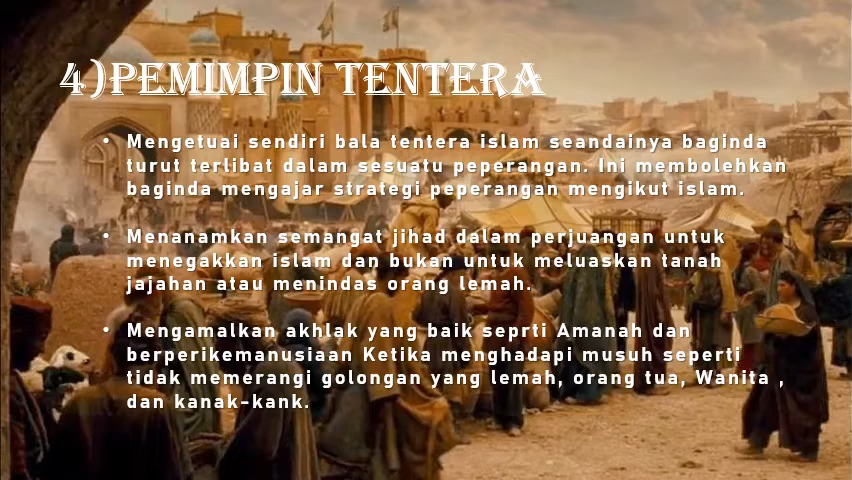 4)PEMIMPIN TENTERA
• Mengetuai sendiri bala tentera islam seandainya baginda
turut terlibat dalam sesuatu peperangan. Ini membolehkan
baginda mengajar strategi peperangan mengikut islam.
• Menanamkan semangat jihad dalam perjuangan untuk
menegakkan islam dan bukan untuk meluaskan tanah
jajahan atau menindas orang lemah.
• Mengamalkan akhlak yang baik seprti Amanah dan
berperikemanusiaan Ketika menghadapi musuh seperti
tidak memerangi golongan yang lemah, orang tua, Wanita ,
dan kanak-kank.